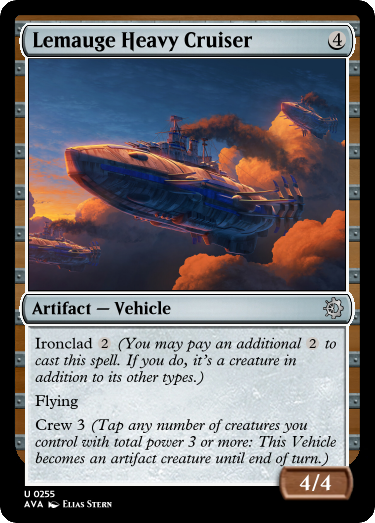 Lemauge Heavy Cruiser 4
Artifact — Vehicle
Ironclad 2 (You may pay an additional 2 to
cast this spell. If you do, it's a creature in
addition to its other types.)
Flying
Crew 3 (Tap any number of creatures you
control with total power 3 or more: This Vehicle
becomes an artifact creature until end of turn.)
4/4
U 0255
AVA Elias Stern